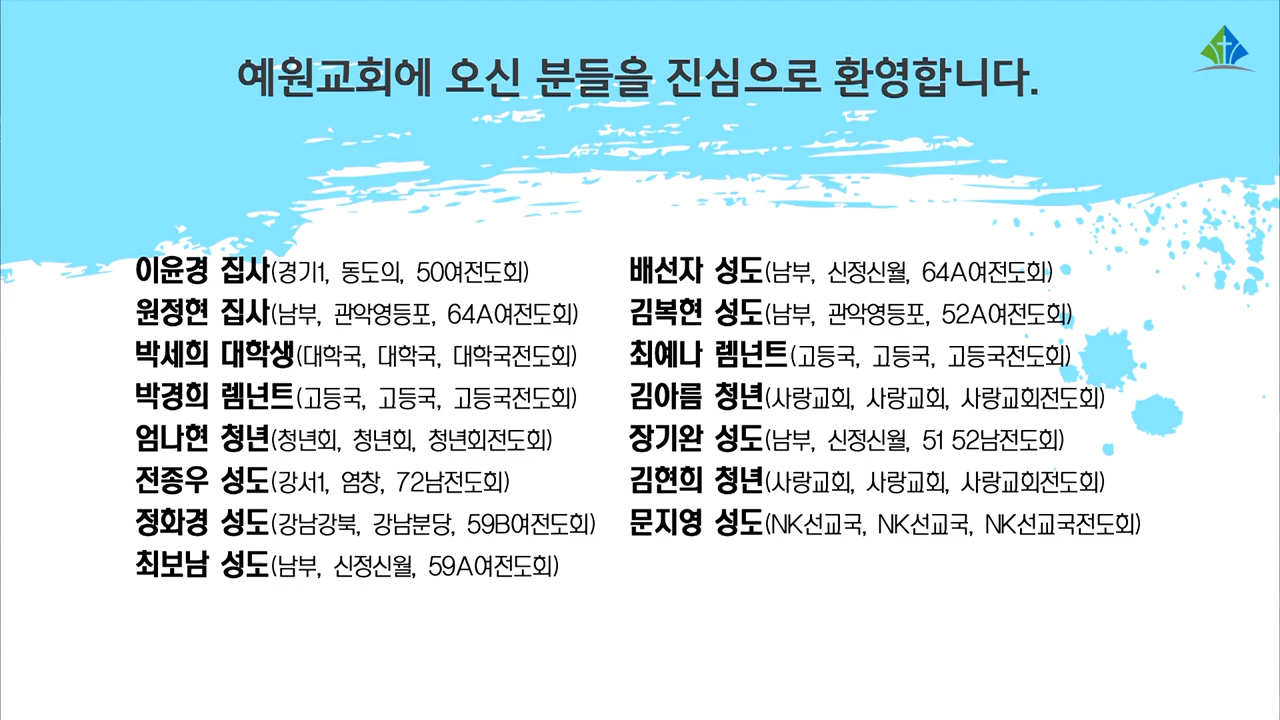 예원교회에 오신 분들을 진심으로 환영합니다.
이윤경 집사(경기1, 동도의, 50여전도회)
원정현 집사(남부, 관악영등포, 64A여전도회)
박세희 대학생(대학국, 대학국, 대학국전도회)
박경희 렘넌트(고등국, 고등국, 고등국전도회)
엄나현 청년(청년회, 청년회, 청년회전도회)
전종우 성도(강서1, 염창, 72남전도회)
정화경 성도(강남강북, 강남분당, 59B여전도회)
최보남 성도(남부, 신정신월, 59A여전도회)
배선자 성도(남부, 신정신월, 64A여전도회)
김복현 성도(남부, 관악영등포, 52A여전도회)
최예나 렘넌트(고등국, 고등국, 고등국전도회)
김아름 청년(사랑교회, 사랑교회, 사랑교회전도회)
장기완 성도(남부, 신정신월, 51 52남전도회)
김현희 청년(사랑교회, 사랑교회, 사랑교회전도회)
문지영 성도(NK선교국, NK선교국, NK선교국전도회)